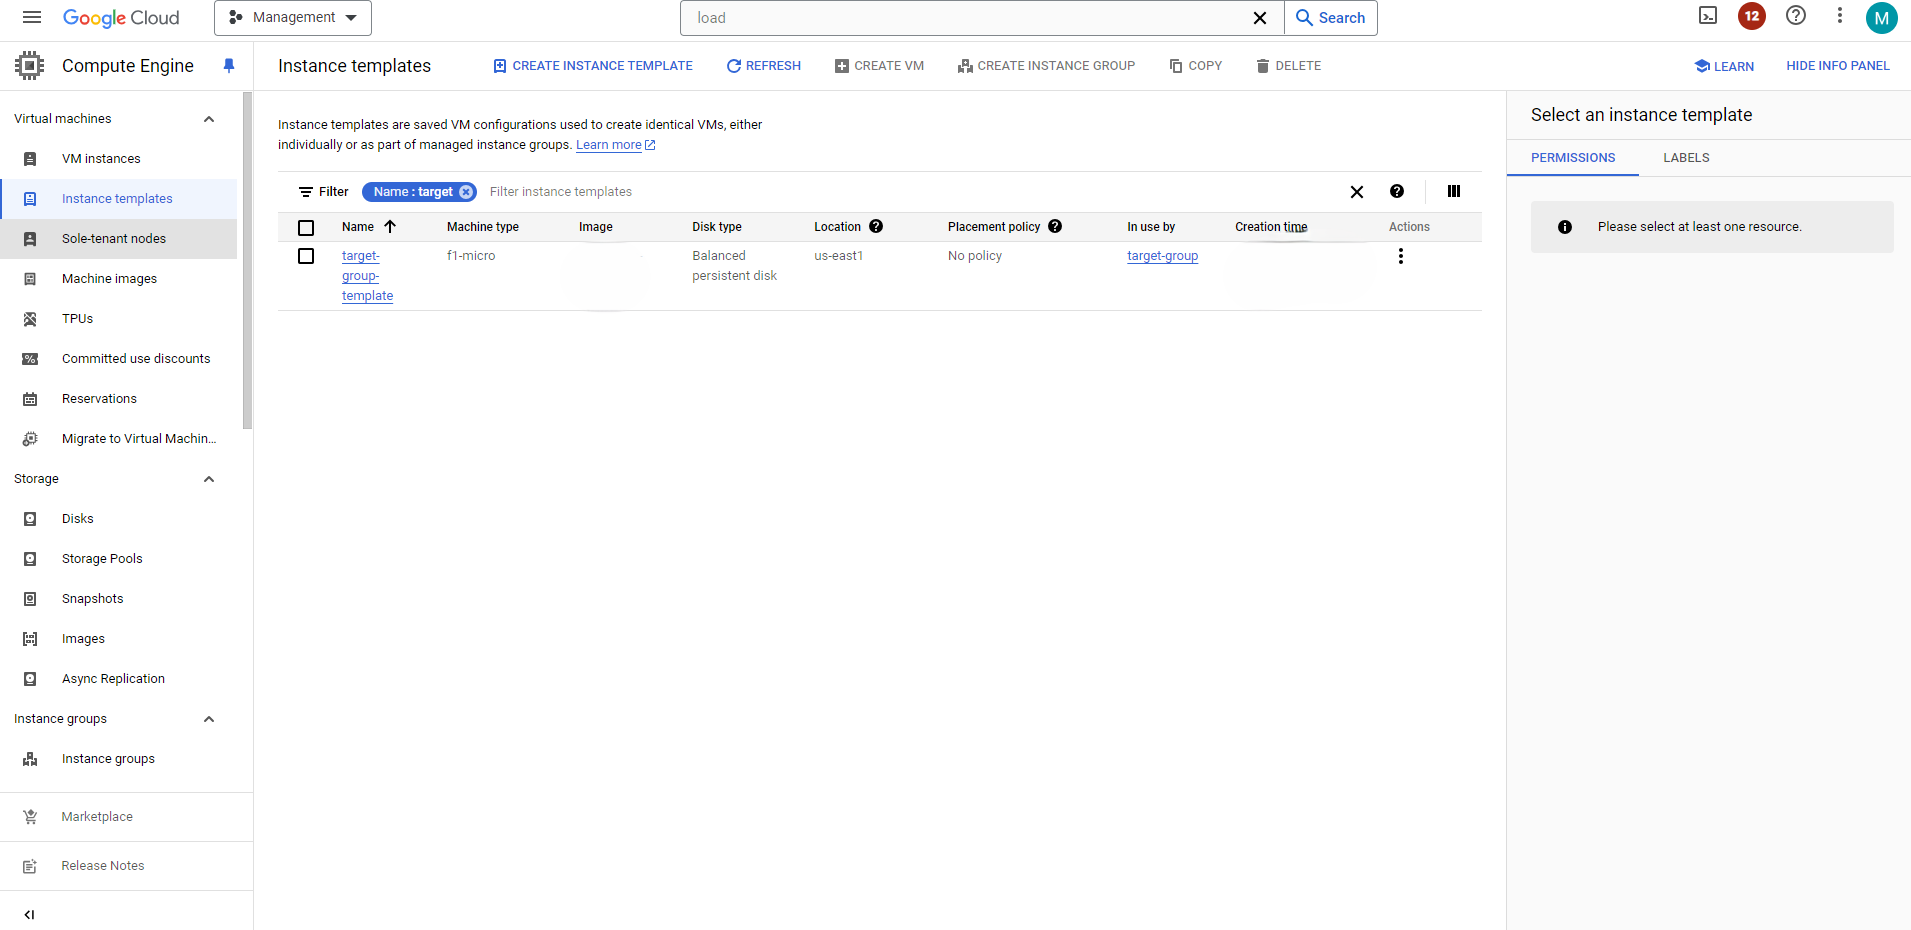 Google Cloud
Management
load
Search
12
M
Compute Engine
Instance templates
CREATE INSTANCE TEMPLATE
REFRESH
CREATE VM
CREATE INSTANCE GROUP
COPY
DELETE
LEARN
HIDE INFO PANEL
Virtual machines
VM instances
Instance templates
Sole-tenant nodes
Machine images
TPUs
Committed use discounts
Reservations
Migrate to Virtual Machin...
Storage
Disks
Storage Pools
Snapshots
Images
Async Replication
Instance groups
Instance groups
Marketplace
Release Notes
Instance templates are saved VM configurations used to create identical VMs, either
individually or as part of managed instance groups. Learn more
Filter Name : target Filter instance templates
Name Machine type Image Disk type Location Placement policy In use by Creation time Actions
target- f1-micro Balanced us-east1 No policy target-group
group- persistent disk
template
Select an instance template
PERMISSIONS LABELS
Please select at least one resource.